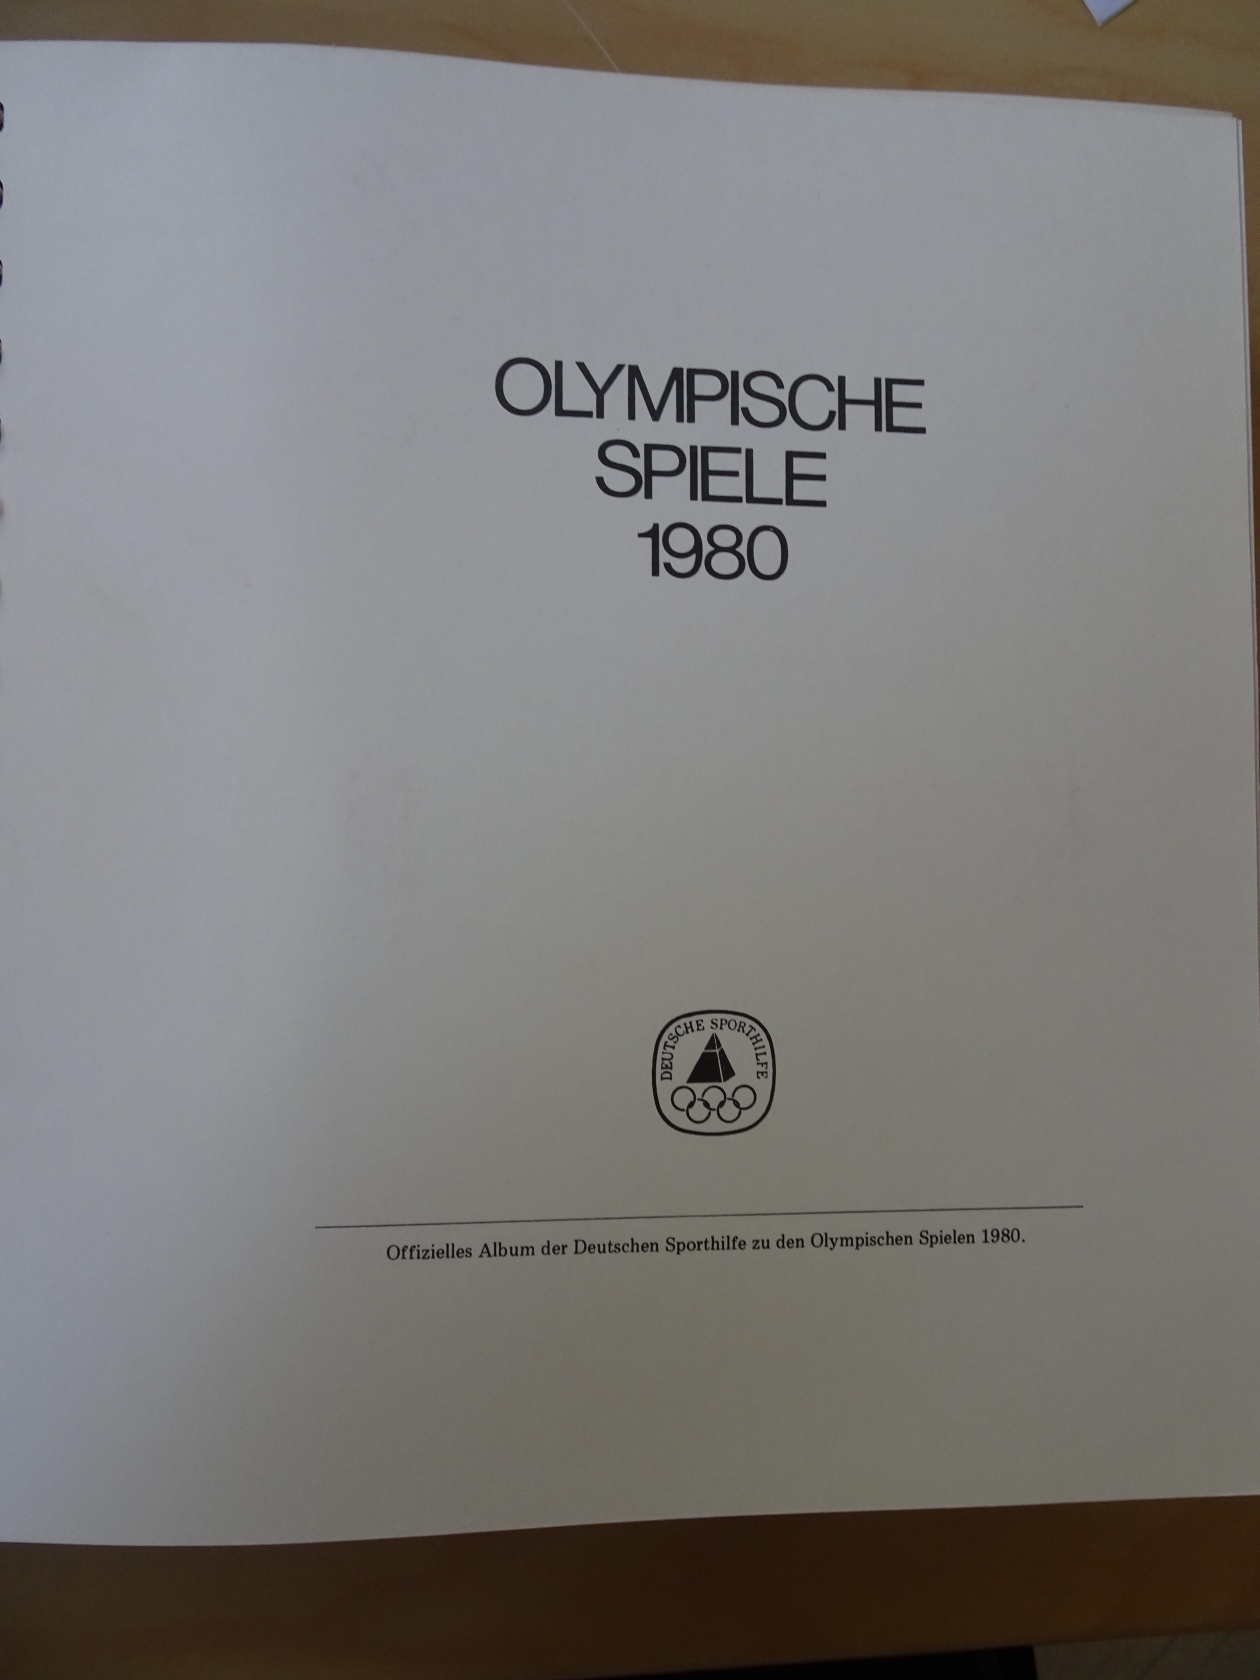 OLYMPISCHE
SPIELE
1980
DEUTSCHE SPORTHILFE
Offizielles Album der Deutschen Sporthilfe zu den Olympischen Spielen 1980.